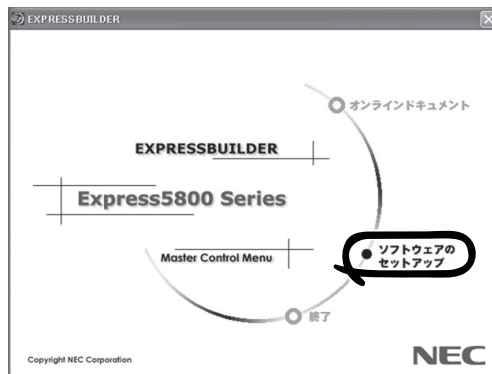 EXPRESSBUILDER
オンラインドキュメント
EXPRESSBUILDER
Express5800 Series
ソフトウェアの
セットアップ
Master Control Menu
終了
Copyright NEC Corporation
NEC